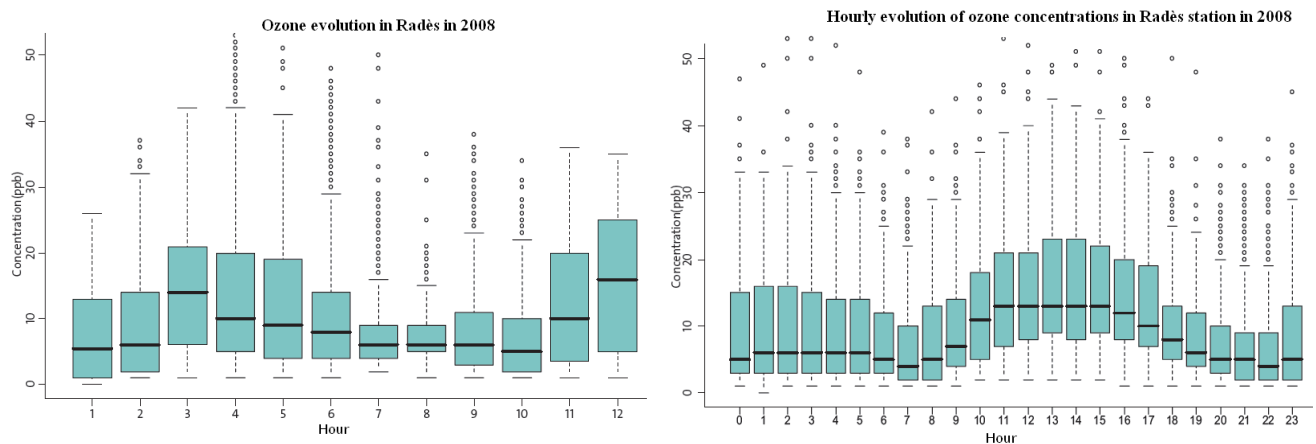 Ozone evolution in Radès in 2008
50
40
30
20
10
0
Concentration(ppb)
1 2 3 4 5 6 7 8 9 10 11 12
Hour
Hourly evolution of ozone concentrations in Radès station in 2008
50
40
30
20
10
0
Concentration(ppb)
0 1 2 3 4 5 6 7 8 9 10 11 12 13 14 15 16 17 18 19 20 21 22 23
Hour